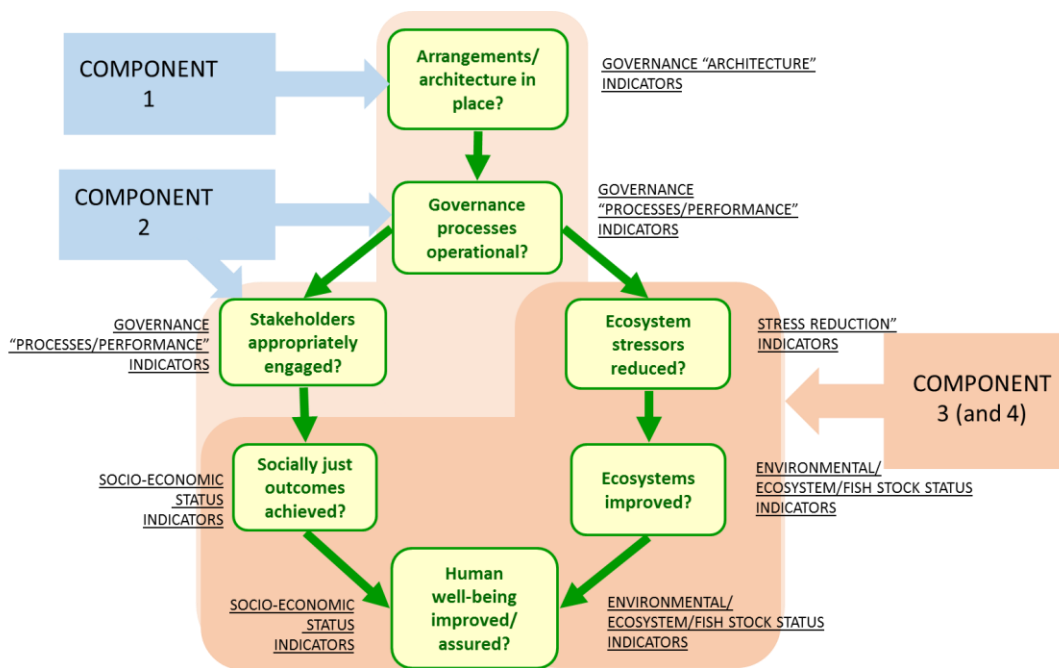 COMPONENT
1
Arrangements/
architecture in
place?
GOVERNANCE “ARCHITECTURE”
INDICATORS
COMPONENT
2
Governance
processes
operational?
GOVERNANCE
“PROCESSES/PERFORMANCE”
INDICATORS
GOVERNANCE
“PROCESSES/PERFORMANCE”
INDICATORS
Stakeholders
appropriately
engaged?
Ecosystem
stressors
reduced?
STRESS REDUCTION”
INDICATORS
COMPONENT
3 (and 4)
SOCIO-ECONOMIC
STATUS
INDICATORS
Socially just
outcomes
achieved?
Ecosystems
improved?
ENVIRONMENTAL/
ECOSYSTEM/FISH STOCK STATUS
INDICATORS
SOCIO-ECONOMIC
STATUS
INDICATORS
Human
well-being
improved/
assured?
ENVIRONMENTAL/
ECOSYSTEM/FISH STOCK STATUS
INDICATORS